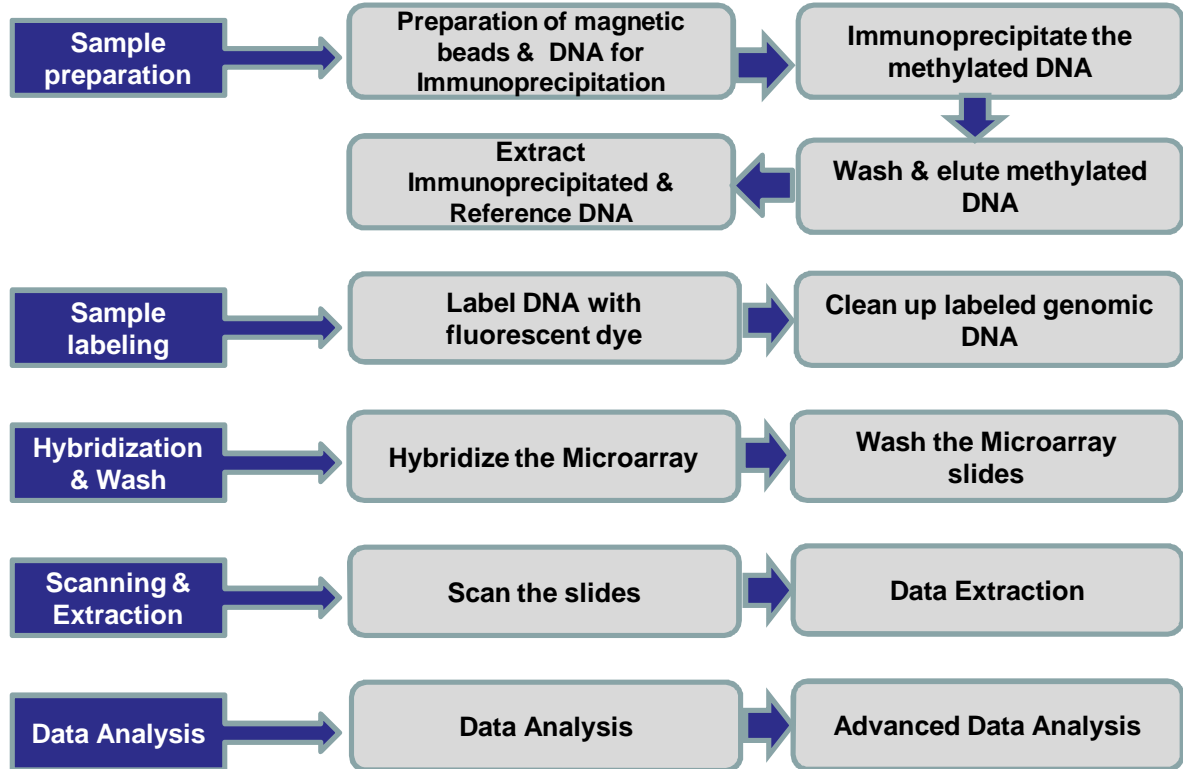 Sample
preparation
Preparation of magnetic
beads & DNA for
Immunoprecipitation
Immunoprecipitate the
methylated DNA
Extract
Immunoprecipitated &
Reference DNA
Wash & elute methylated
DNA
Sample
labeling
Label DNA with
fluorescent dye
Clean up labeled genomic
DNA
Hybridization
& Wash
Hybridize the Microarray
Wash the Microarray
slides
Scanning &
Extraction
Scan the slides
Data Extraction
Data Analysis
Data Analysis
Advanced Data Analysis